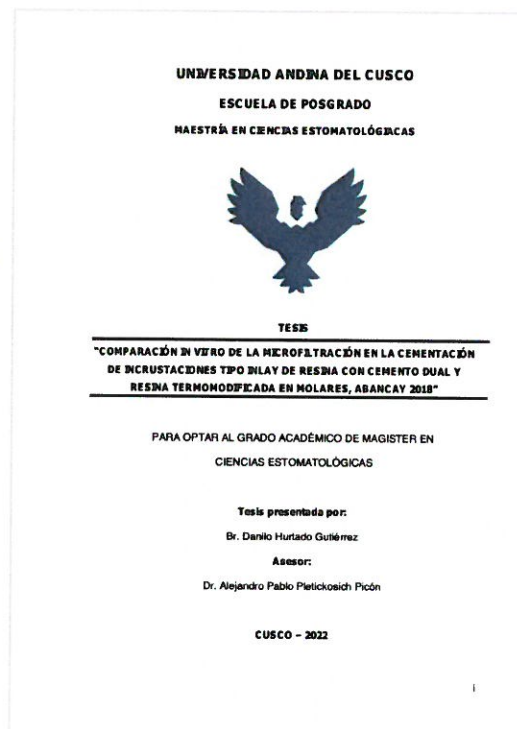 UNIVERSIDAD ANDINA DEL CUSCO
ESCUELA DE POSGRADO
MAESTRÍA EN CIENCIAS ESTOMATOLÓGIACAS
TESIS
"COMPARACIÓN IN VITRO DE LA MICROFILTRACIÓN EN LA CEMENTACIÓN
DE INCRUSTACIONES TIPO INLAY DE RESINA CON CEMENTO DUAL Y
RESINA TERMOMODIFICADA EN MOLARES, ABANCAY 2018"
PARA OPTAR AL GRADO ACADÉMICO DE MAGISTER EN
CIENCIAS ESTOMATOLÓGICAS
Tesis presentada por:
Br. Danilo Hurtado Gutiérrez
Asesor:
Dr. Alejandro Pablo Pletickosich Picón
CUSCO – 2022
i